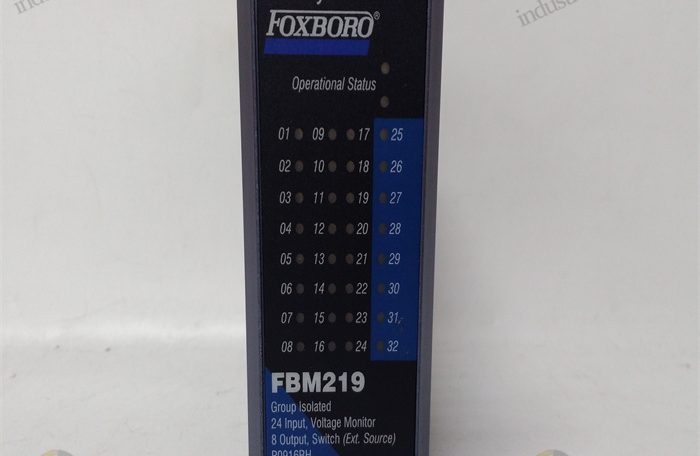 FOXBORO®
Operational Status
01 09 17 25
02 10 18 26
03 11 19 27
04 12 20 28
05 13 21 29
06 14 22 30
07 15 23 31
08 16 24 32
FBM219
Group Isolated
24 Input, Voltage Monitor
8 Output, Switch (Ext. Source)